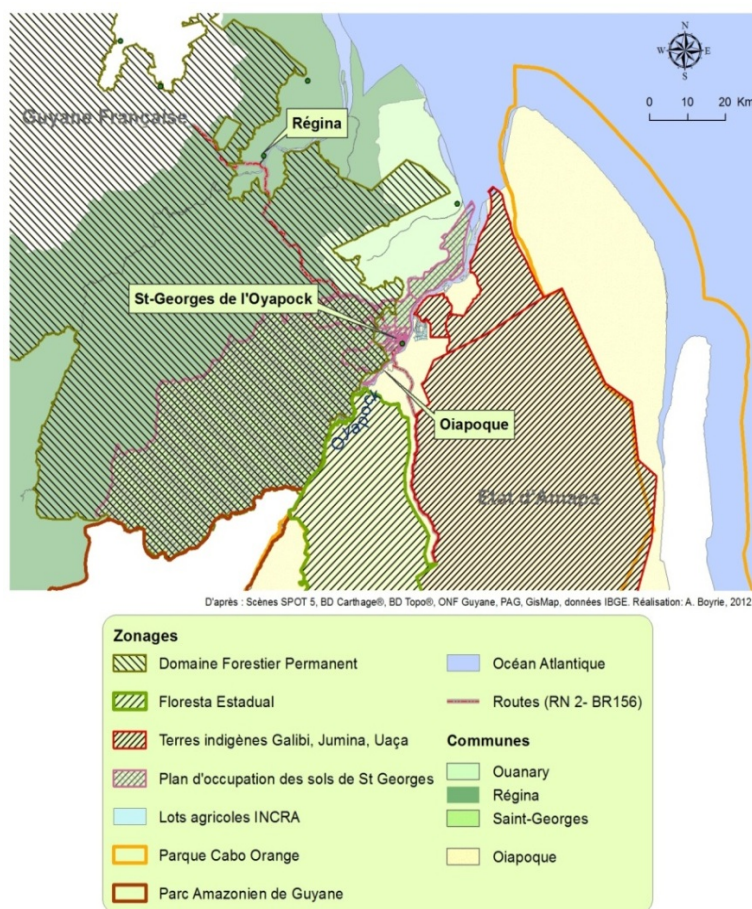 N
W E
S
0 10 20 Km
Guyane Française
Régina
St-Georges de l'Oyapock
Oiapoque
Oyapock
Etat d'Amapá
D'après : Scènes SPOT 5, BD Carthage®, BD Topo®, ONF Guyane, PAG, GisMap, données IBGE. Réalisation: A. Boyrie, 2012
Zonages
Domaine Forestier Permanent
Floresta Estadual
Terres indigènes Galibi, Jumina, Uaça
Plan d'occupation des sols de St Georges
Lots agricoles INCRA
Parque Cabo Orange
Parc Amazonien de Guyane
Océan Atlantique
Routes (RN 2- BR156)
Communes
Ouanary
Régina
Saint-Georges
Oiapoque